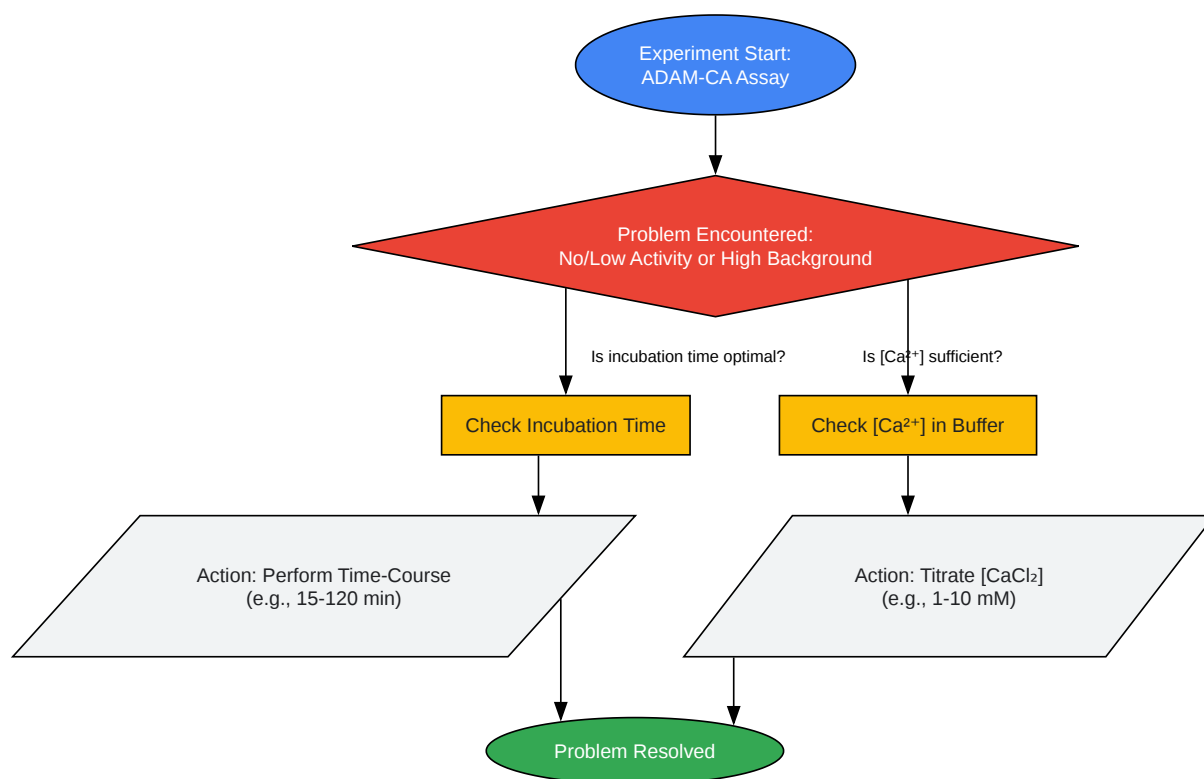 Experiment Start:
ADAM-CA Assay
Problem Encountered:
No/Low Activity or High Background
Is incubation time optimal?
Is [Ca²⁺] sufficient?
Check Incubation Time
Check [Ca²⁺] in Buffer
Action: Perform Time-Course
(e.g., 15-120 min)
Action: Titrate [CaCl₂]
(e.g., 1-10 mM)
Problem Resolved